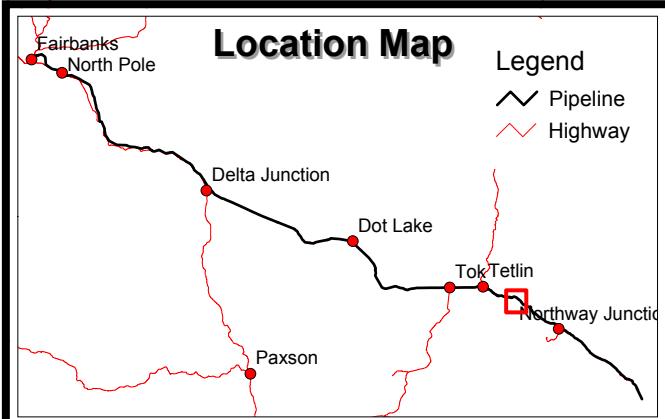 Location Map
Legend
Pipeline
Highway
Fairbanks
North Pole
Delta Junction
Dot Lake
Tok
Tetlin
Northway Junctio
Paxson